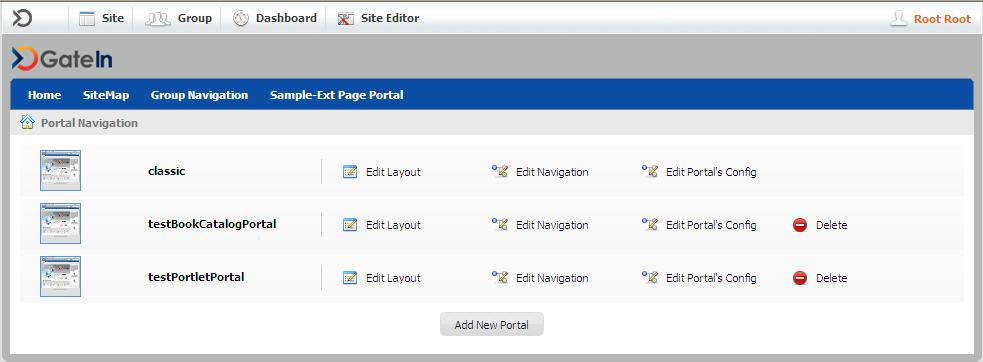 Site Group Dashboard Site Editor Root Root
GateIn
Home SiteMap Group Navigation Sample-Ext Page Portal
Portal Navigation
classic Edit Layout Edit Navigation Edit Portal's Config
testBookCatalogPortal Edit Layout Edit Navigation Edit Portal's Config Delete
testPortletPortal Edit Layout Edit Navigation Edit Portal's Config Delete
Add New Portal